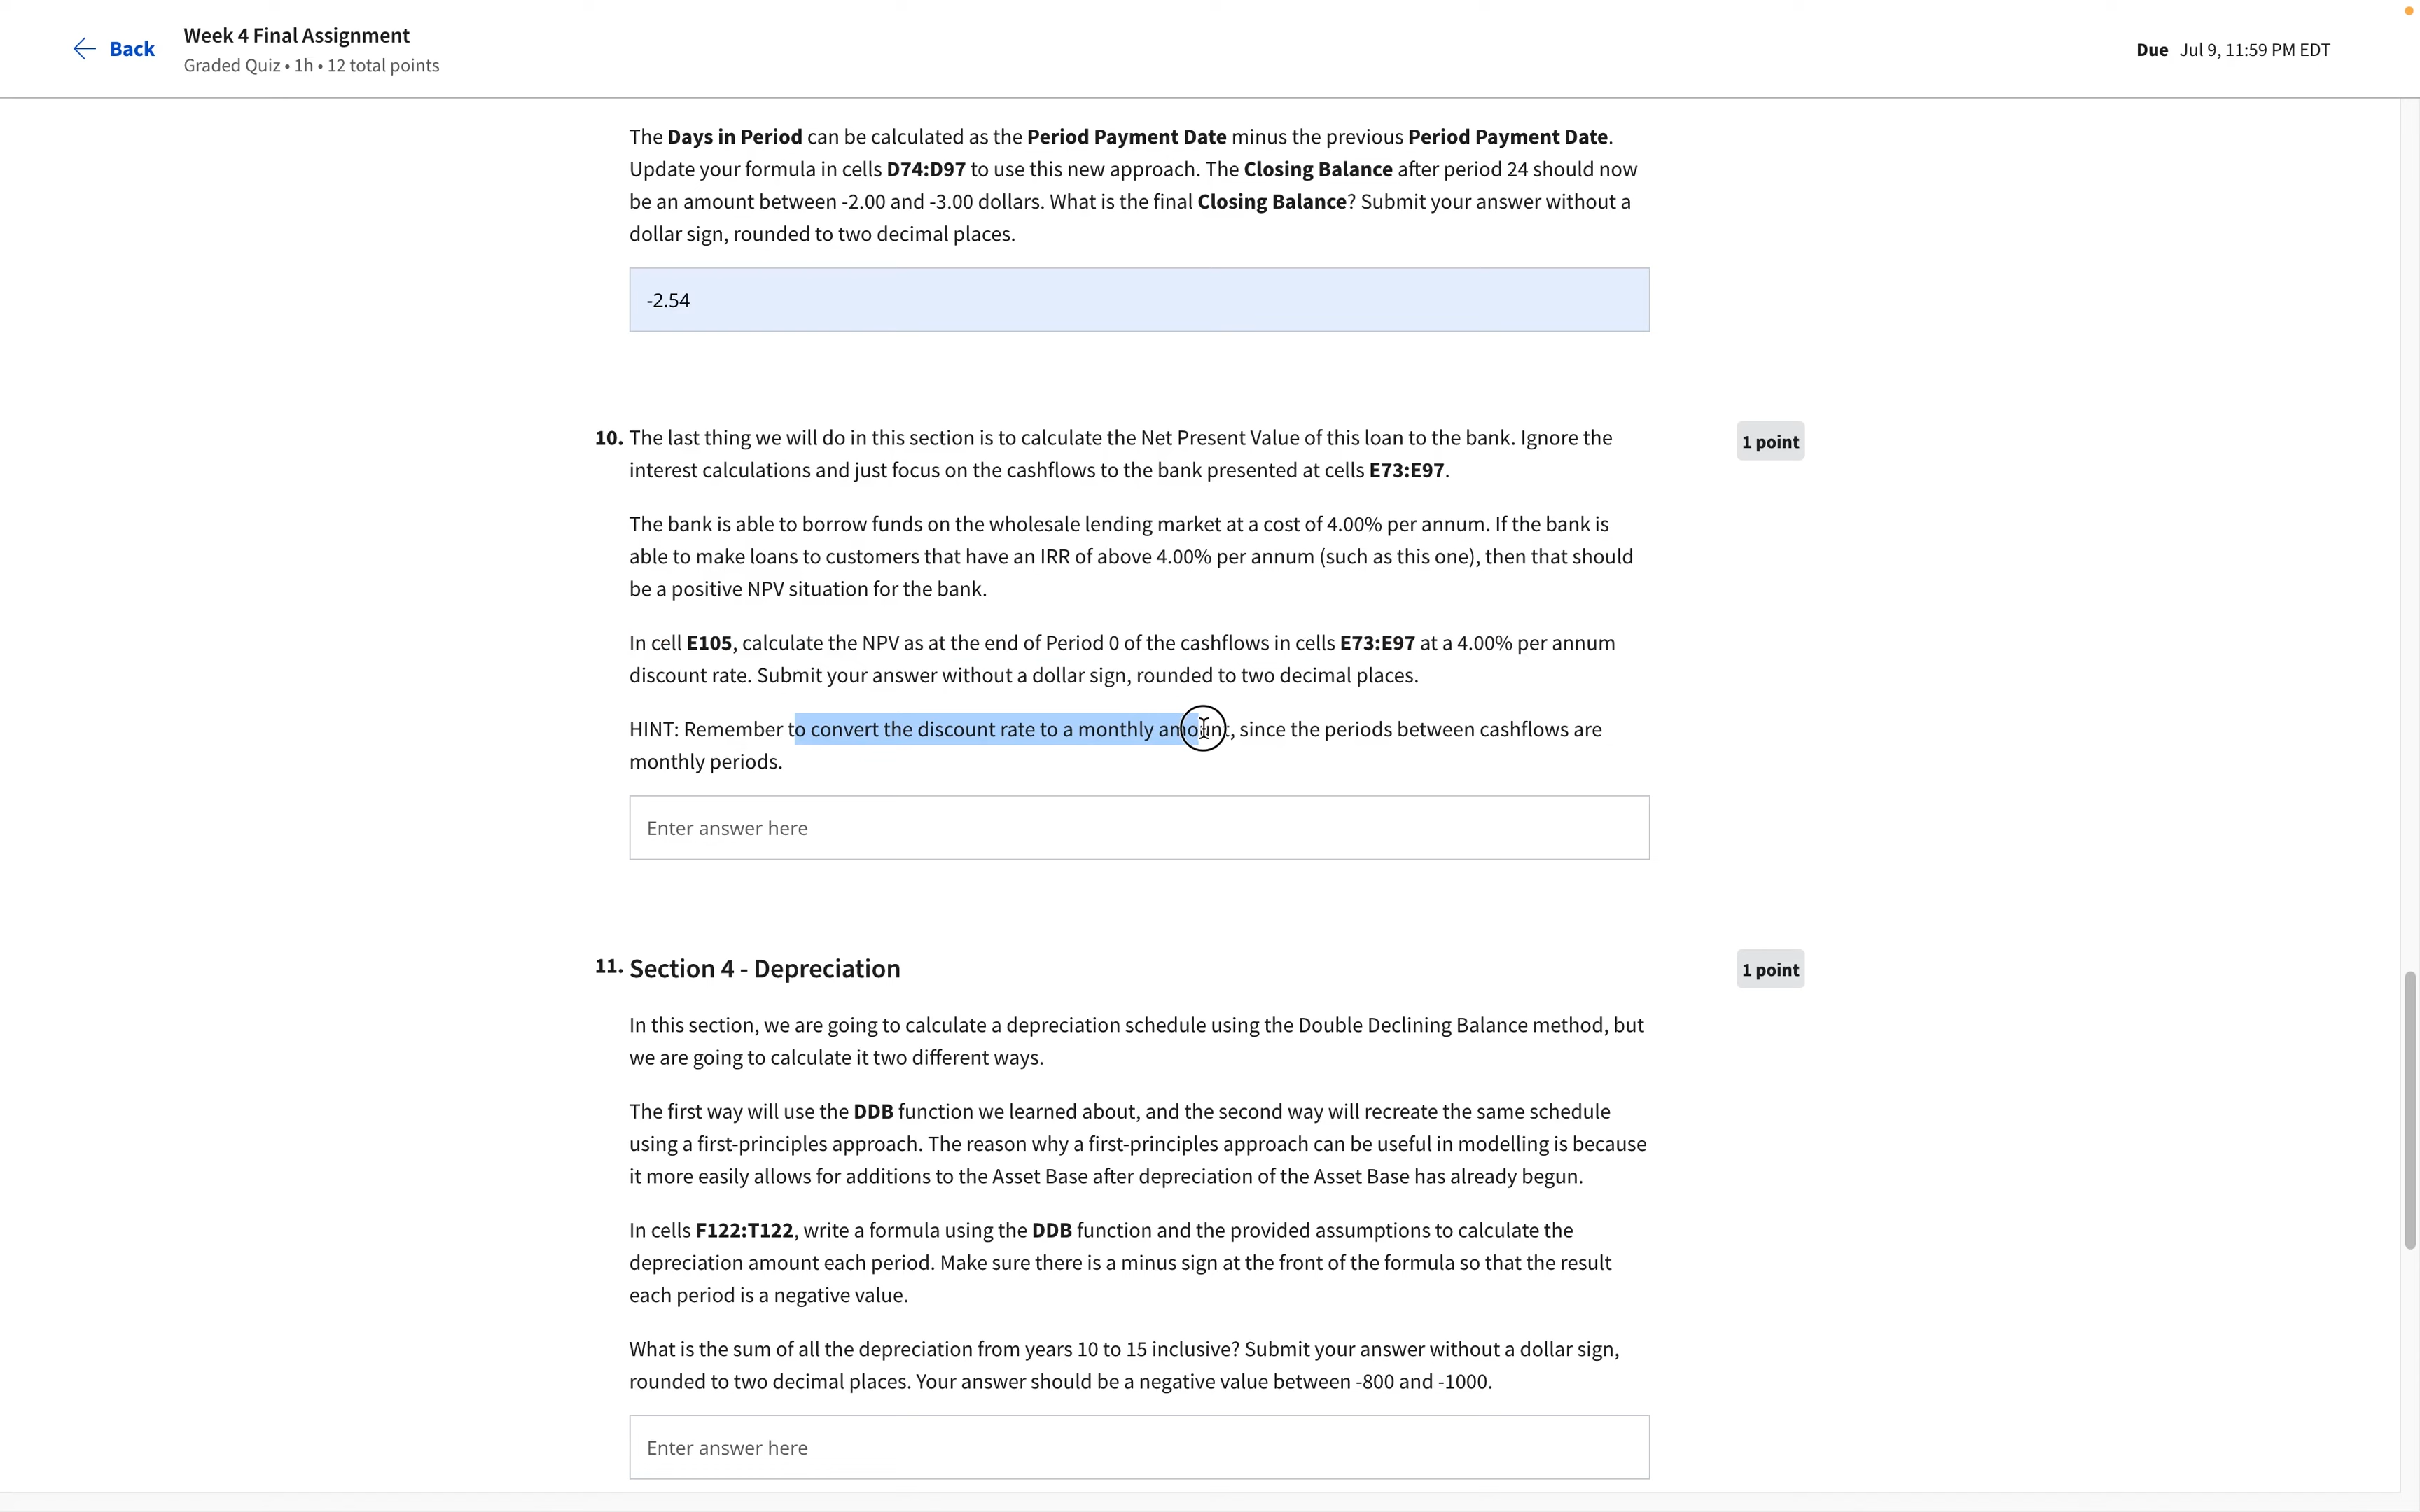 Back
Week 4 Final Assignment
Graded Quiz • 1h • 12 total points
Due Jul 9, 11:59 PM EDT
The Days in Period can be calculated as the Period Payment Date minus the previous Period Payment Date.
Update your formula in cells D74:D97 to use this new approach. The Closing Balance after period 24 should now
be an amount between -2.00 and -3.00 dollars. What is the final Closing Balance? Submit your answer without a
dollar sign, rounded to two decimal places.
-2.54
10. The last thing we will do in this section is to calculate the Net Present Value of this loan to the bank. Ignore the
interest calculations and just focus on the cashflows to the bank presented at cells E73:E97.
1 point
The bank is able to borrow funds on the wholesale lending market at a cost of 4.00% per annum. If the bank is
able to make loans to customers that have an IRR of above 4.00% per annum (such as this one), then that should
be a positive NPV situation for the bank.
In cell E105, calculate the NPV as at the end of Period 0 of the cashflows in cells E73:E97 at a 4.00% per annum
discount rate. Submit your answer without a dollar sign, rounded to two decimal places.
HINT: Remember to convert the discount rate to a monthly amount, since the periods between cashflows are
monthly periods.
Enter answer here
11. Section 4 - Depreciation
1 point
In this section, we are going to calculate a depreciation schedule using the Double Declining Balance method, but
we are going to calculate it two different ways.
The first way will use the DDB function we learned about, and the second way will recreate the same schedule
using a first-principles approach. The reason why a first-principles approach can be useful in modelling is because
it more easily allows for additions to the Asset Base after depreciation of the Asset Base has already begun.
In cells F122:T122, write a formula using the DDB function and the provided assumptions to calculate the
depreciation amount each period. Make sure there is a minus sign at the front of the formula so that the result
each period is a negative value.
What is the sum of all the depreciation from years 10 to 15 inclusive? Submit your answer without a dollar sign,
rounded to two decimal places. Your answer should be a negative value between -800 and -1000.
Enter answer here